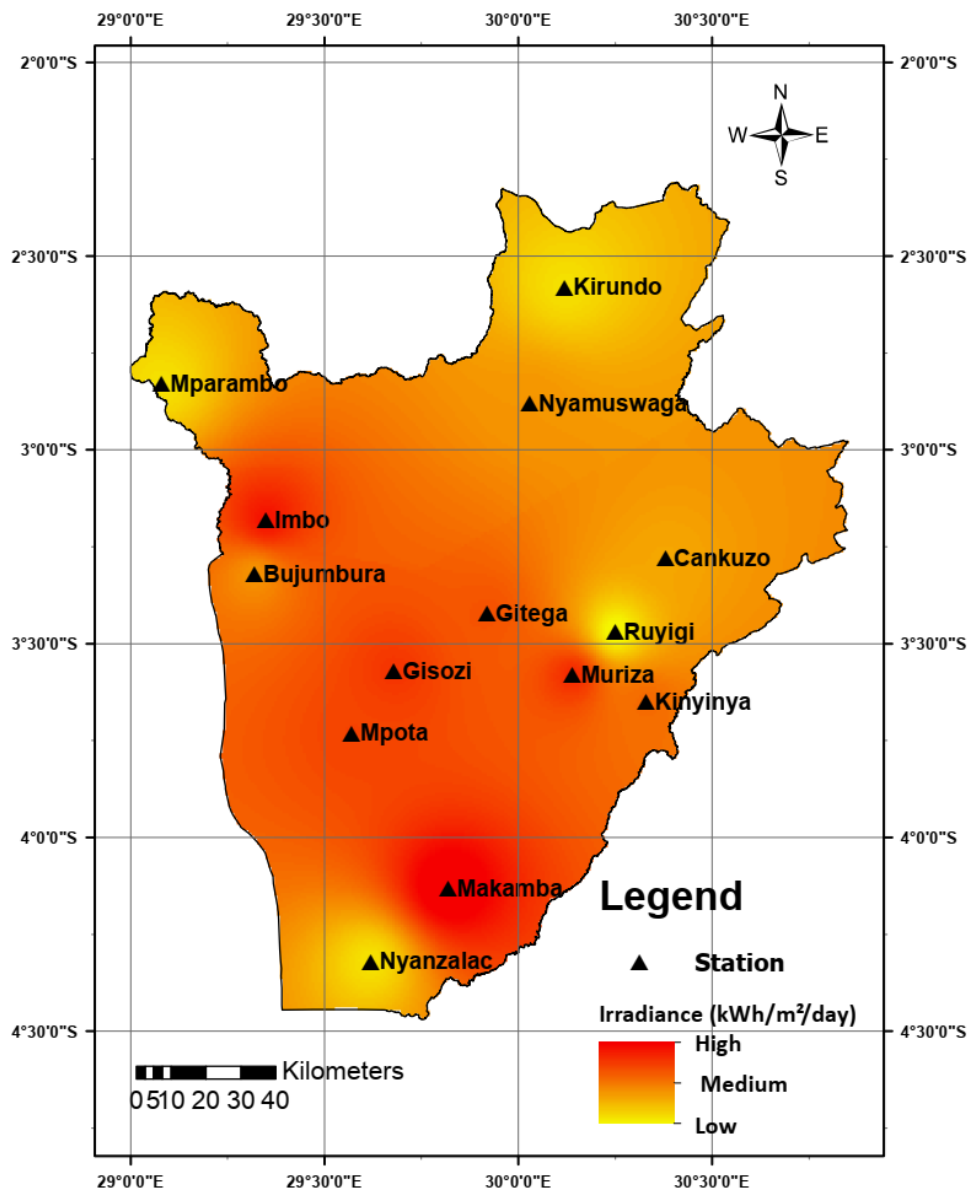 29°0'0"E 29°30'0"E 30°0'0"E 30°30'0"E
2°0'0"S 2°0'0"S
N
W E
S
2°30'0"S 2°30'0"S
Kirundo
Mparambo
Nyamuswaga
3°0'0"S 3°0'0"S
Imbo
Cankuzo
Bujumbura
Gitega
Ruyigi
3°30'0"S 3°30'0"S
Gisozi
Muriza
Kinyinya
Mpota
4°0'0"S 4°0'0"S
Makamba
Legend
Nyanzalac
Station
Irradiance (kWh/m²/day)
4°30'0"S 4°30'0"S
High
Medium
Low
Kilometers
0 5 10 20 30 40
29°0'0"E 29°30'0"E 30°0'0"E 30°30'0"E